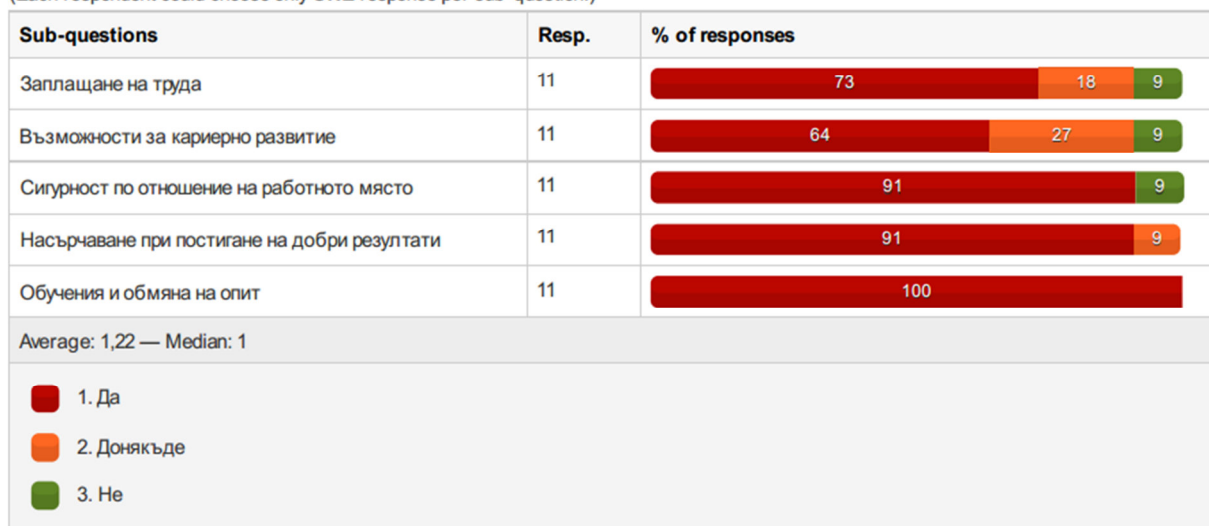 Sub-questions Resp. % of responses
Заплащане на труда 11 73 18 9
Възможности за кариерно развитие 11 64 27 9
Сигурност по отношение на работното място 11 91 9
Насърчаване при постигане на добри резултати 11 91 9
Обучения и обмяна на опит 11 100
Average: 1,22 — Median: 1
1. Да
2. Донякъде
3. Не